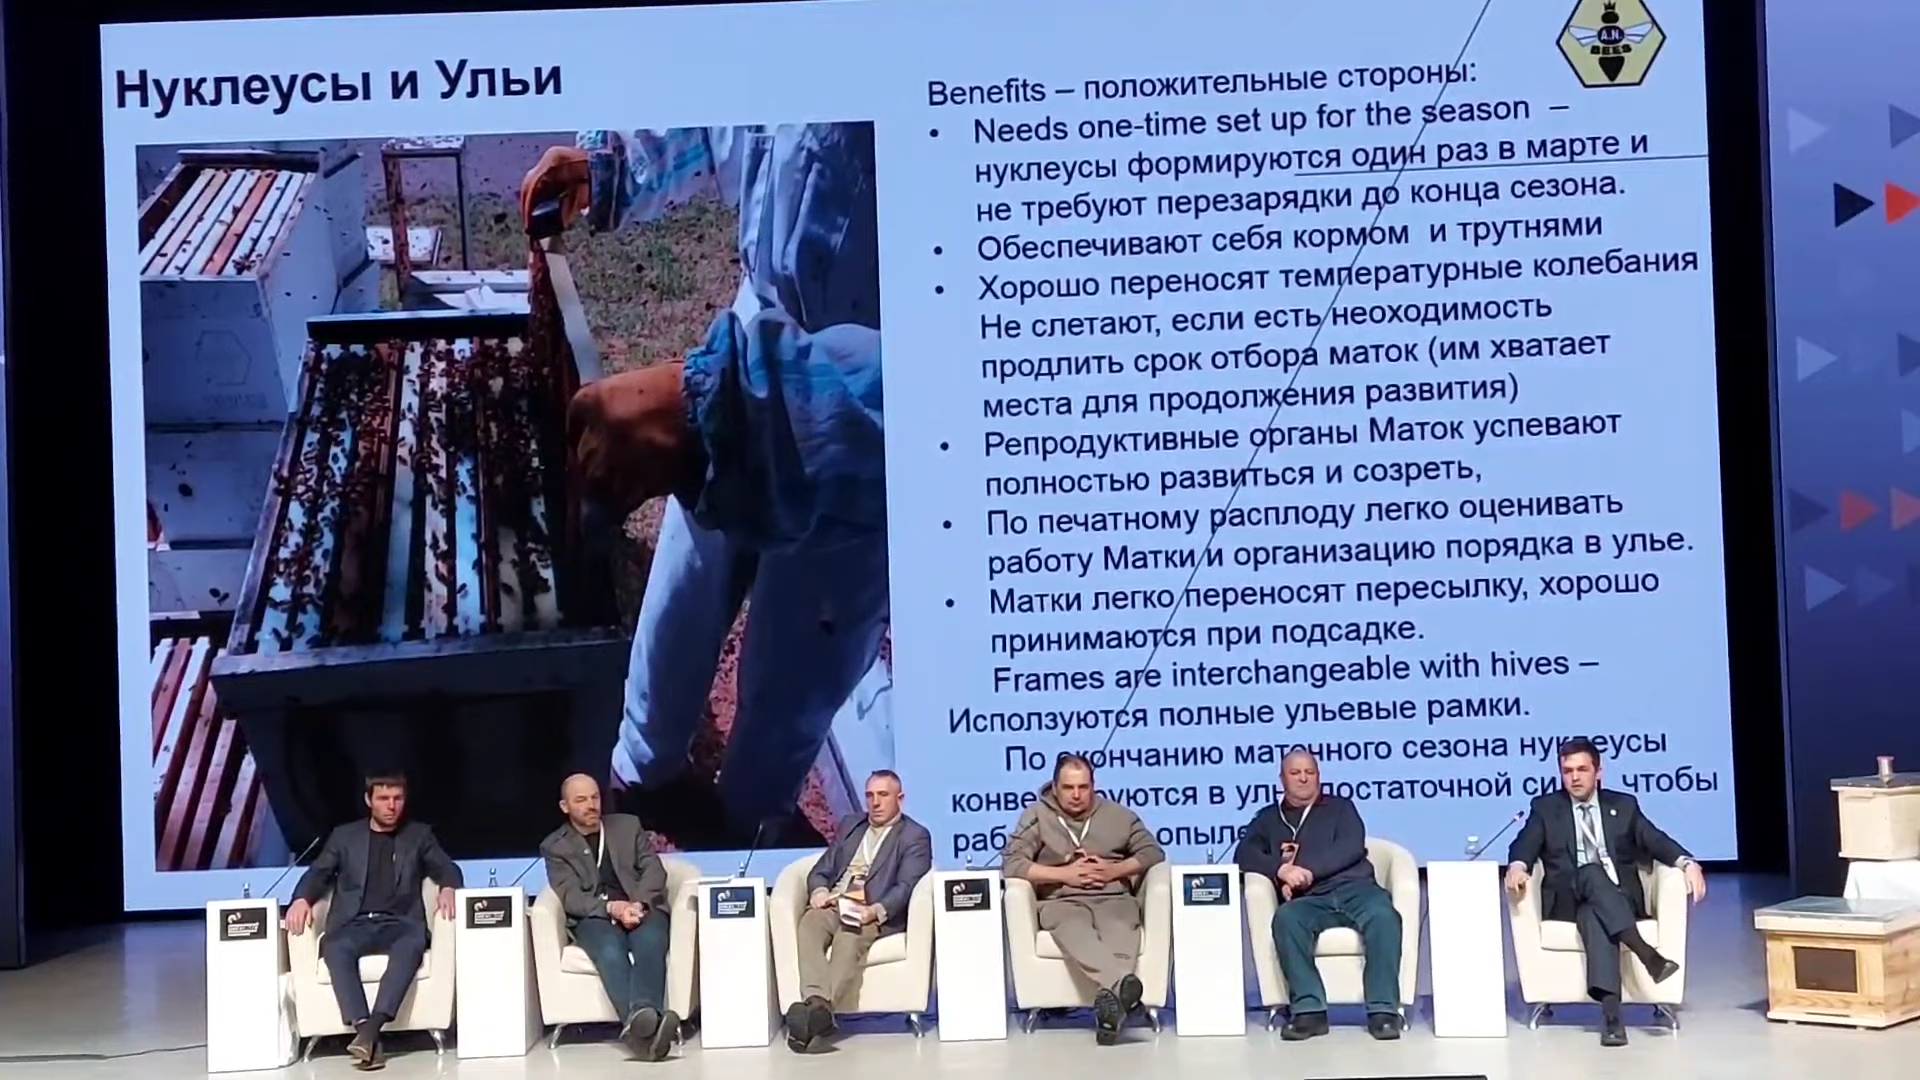 Нуклеусы и Ульи
A.N.
BEES
Benefits – положительные стороны:
• Needs one-time set up for the season –
нуклеусы формируются один раз в марте и
не требуют перезарядки до конца сезона.
• Обеспечивают себя кормом и трутнями
• Хорошо переносят температурные колебания
Не слетают, если есть неоходимость
продлить срок отбора маток (им хватает
места для продолжения развития)
• Репродуктивные органы Маток успевают
полностью развиться и созреть,
• По печатному расплоду легко оценивать
работу Матки и организацию порядка в улье.
• Матки легко переносят пересылку, хорошо
принимаются при подсадке.
Frames are interchangeable with hives –
Исползуются полные ульевые рамки.
По окончанию маточного сезона нуклеусы
в достаточной чтобы